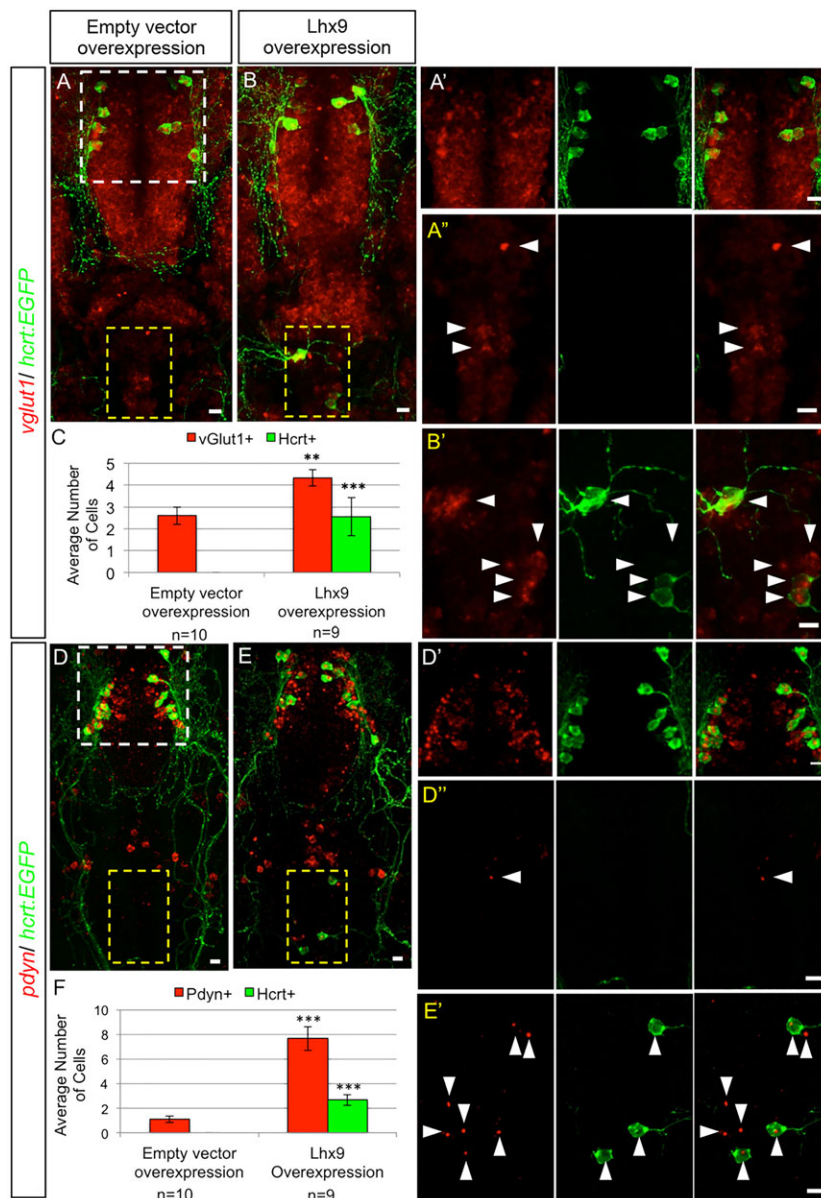 Empty vector
overexpression
Lhx9
overexpression
vglut1/ hcrt:EGFP
A
B
A'
A''
B'
C
vGlut1+
Hcrt+
Average Number
of Cells
5
4
3
2
1
0
**
***
Empty vector
overexpression
n=10
Lhx9
overexpression
n=9
pdyn/ hcrt:EGFP
D
E
D'
D''
E'
F
Pdyn+
Hcrt+
Average Number
of Cells
10
8
6
4
2
0
***
***
Empty vector
overexpression
n=10
Lhx9
Overexpression
n=9